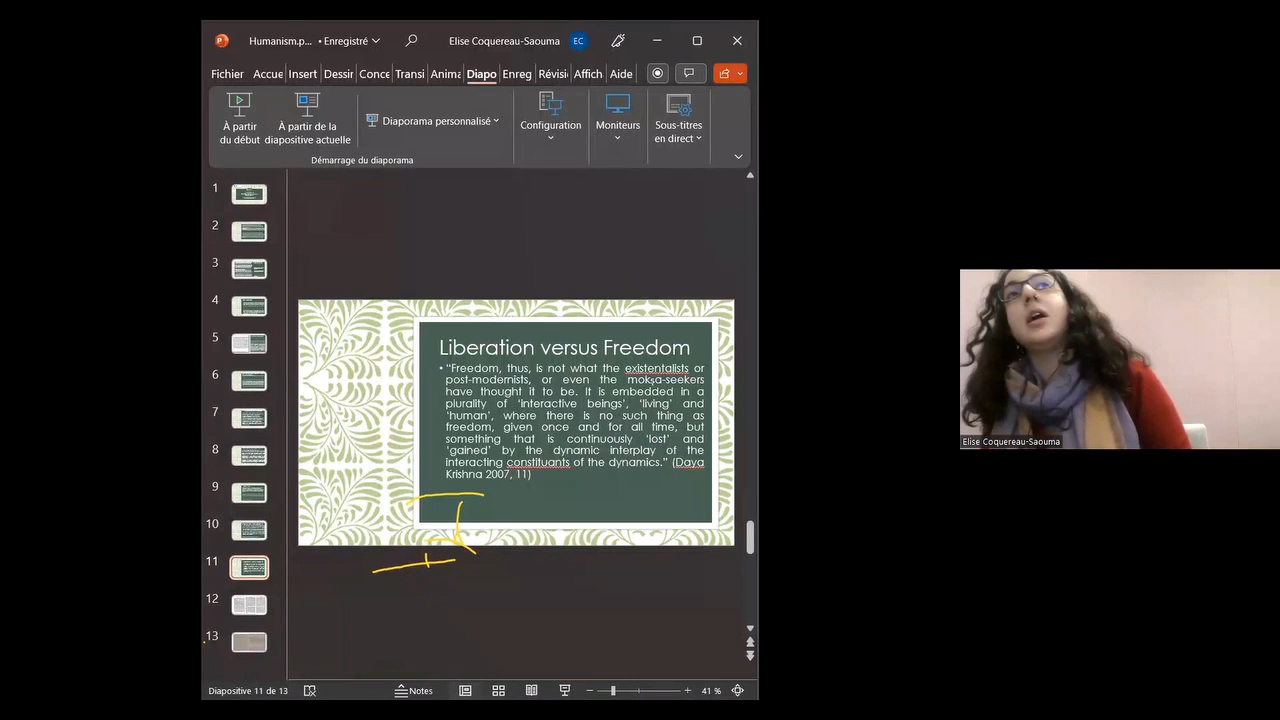 Humanism.p... • Enregistré
Elise Coquereau-Saouma
EC
Fichier Accue Insert Dessir Conce Transi Anima Diapo Enreg Révisi Affich Aide
À partir du début
À partir de la diapositive actuelle
Diaporama personnalisé
Configuration
Moniteurs
Sous-titres en direct
Démarrage du diaporama
1
2
3
4
5
6
7
8
9
10
11
12
13
Liberation versus Freedom
• “Freedom, thus, is not what the existentalists or
post-modernists, or even the mokṣa-seekers
have thought it to be. It is embedded in a
plurality of ‘interactive beings’, ‘living’ and
‘human’, where there is no such thing as
freedom, given once and for all time, but
something that is continuously ‘lost’ and
‘gained’ by the dynamic interplay of the
interacting constituants of the dynamics.” (Daya
Krishna 2007, 11)
Elise Coquereau-Saouma
Diapositive 11 de 13
Notes
41 %